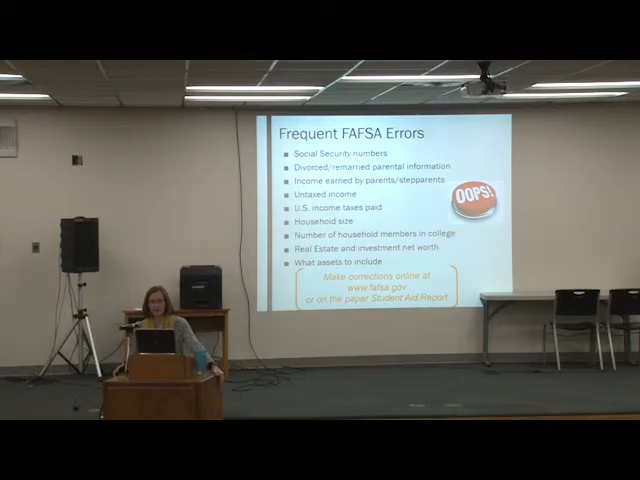 Frequent FAFSA Errors
Social Security numbers
Divorced/remarried parental information
Income earned by parents/stepparents
OOPS!
Untaxed income
U.S. income taxes paid
Household size
Number of household members in college
Real Estate and investment net worth
What assets to include
Make corrections online at
www.fafsa.gov
or on the paper Student Aid Report